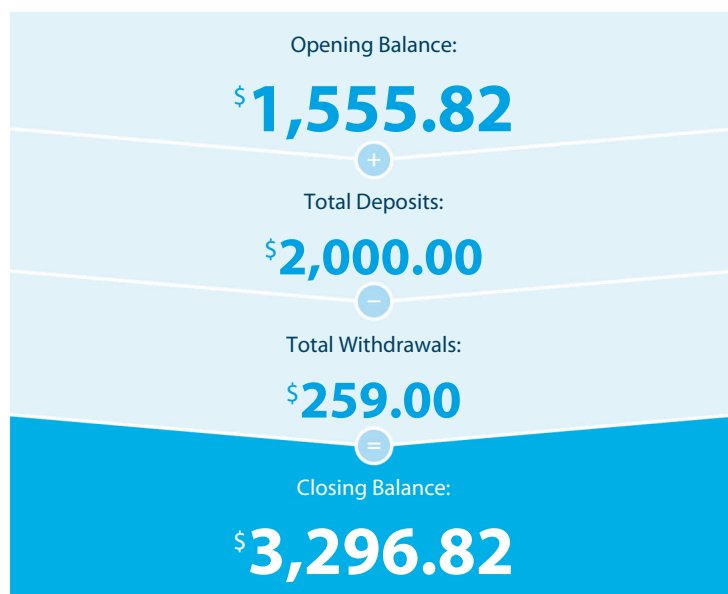 Opening Balance:
$1,555.82
+
Total Deposits:
$2,000.00
−
Total Withdrawals:
$259.00
=
Closing Balance:
$3,296.82